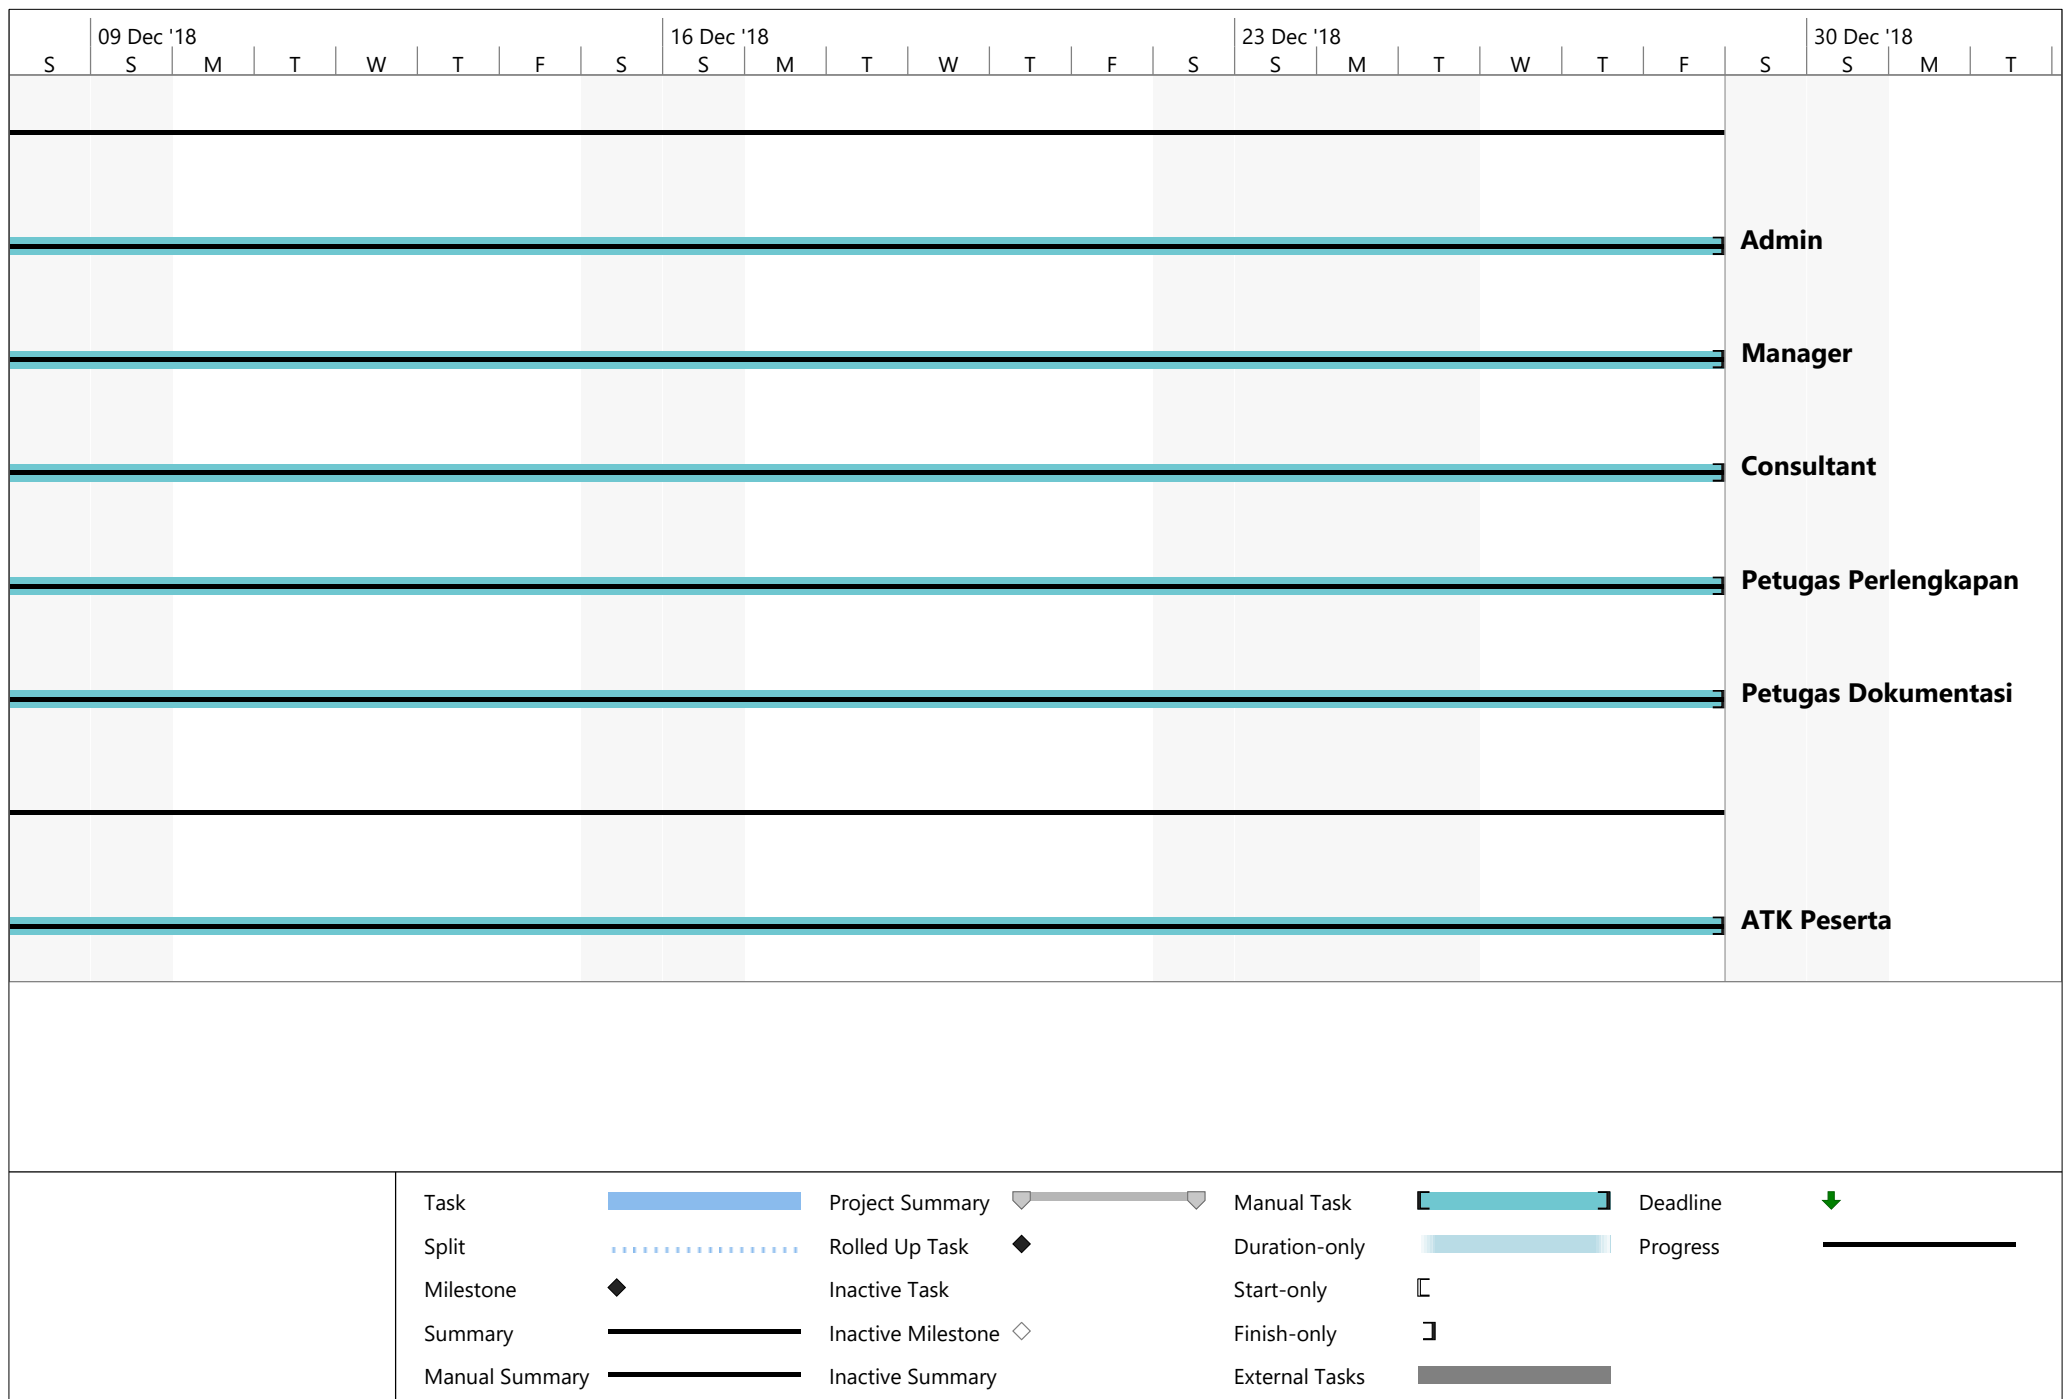 09 Dec '18 16 Dec '18 23 Dec '18 30 Dec '18
S S M T W T F S S M T W T F S S M T W T F S S M T
Admin
Manager
Consultant
Petugas Perlengkapan
Petugas Dokumentasi
ATK Peserta
Task Project Summary Manual Task Deadline
Split Rolled Up Task Duration-only Progress
Milestone Inactive Task Start-only
Summary Inactive Milestone Finish-only
Manual Summary Inactive Summary External Tasks